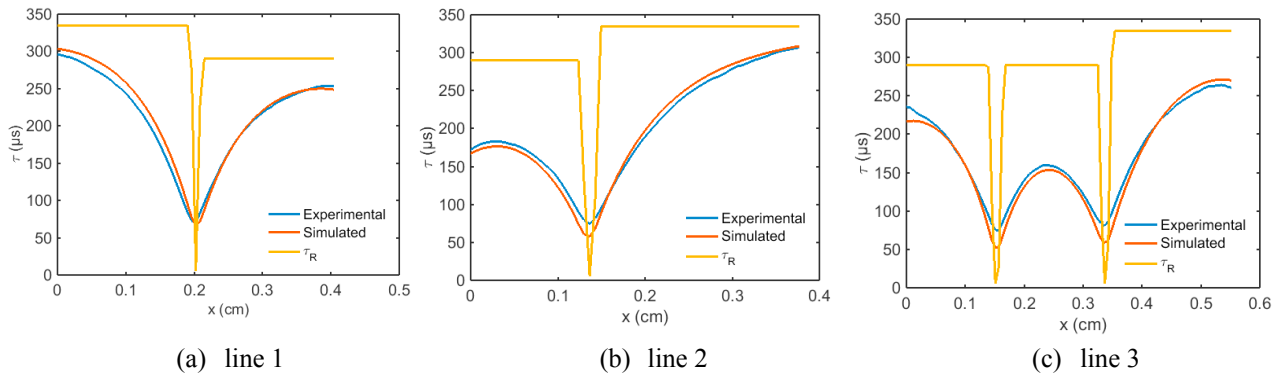 350
300
250
200
150
100
50
0
τ (μs)
Experimental
Simulated
τR
0 0.1 0.2 0.3 0.4 0.5
x (cm)
(a) line 1
350
300
250
200
150
100
50
0
τ (μs)
Experimental
Simulated
τR
0 0.1 0.2 0.3 0.4
x (cm)
(b) line 2
350
300
250
200
150
100
50
0
τ (μs)
Experimental
Simulated
τR
0 0.1 0.2 0.3 0.4 0.5 0.6
x (cm)
(c) line 3